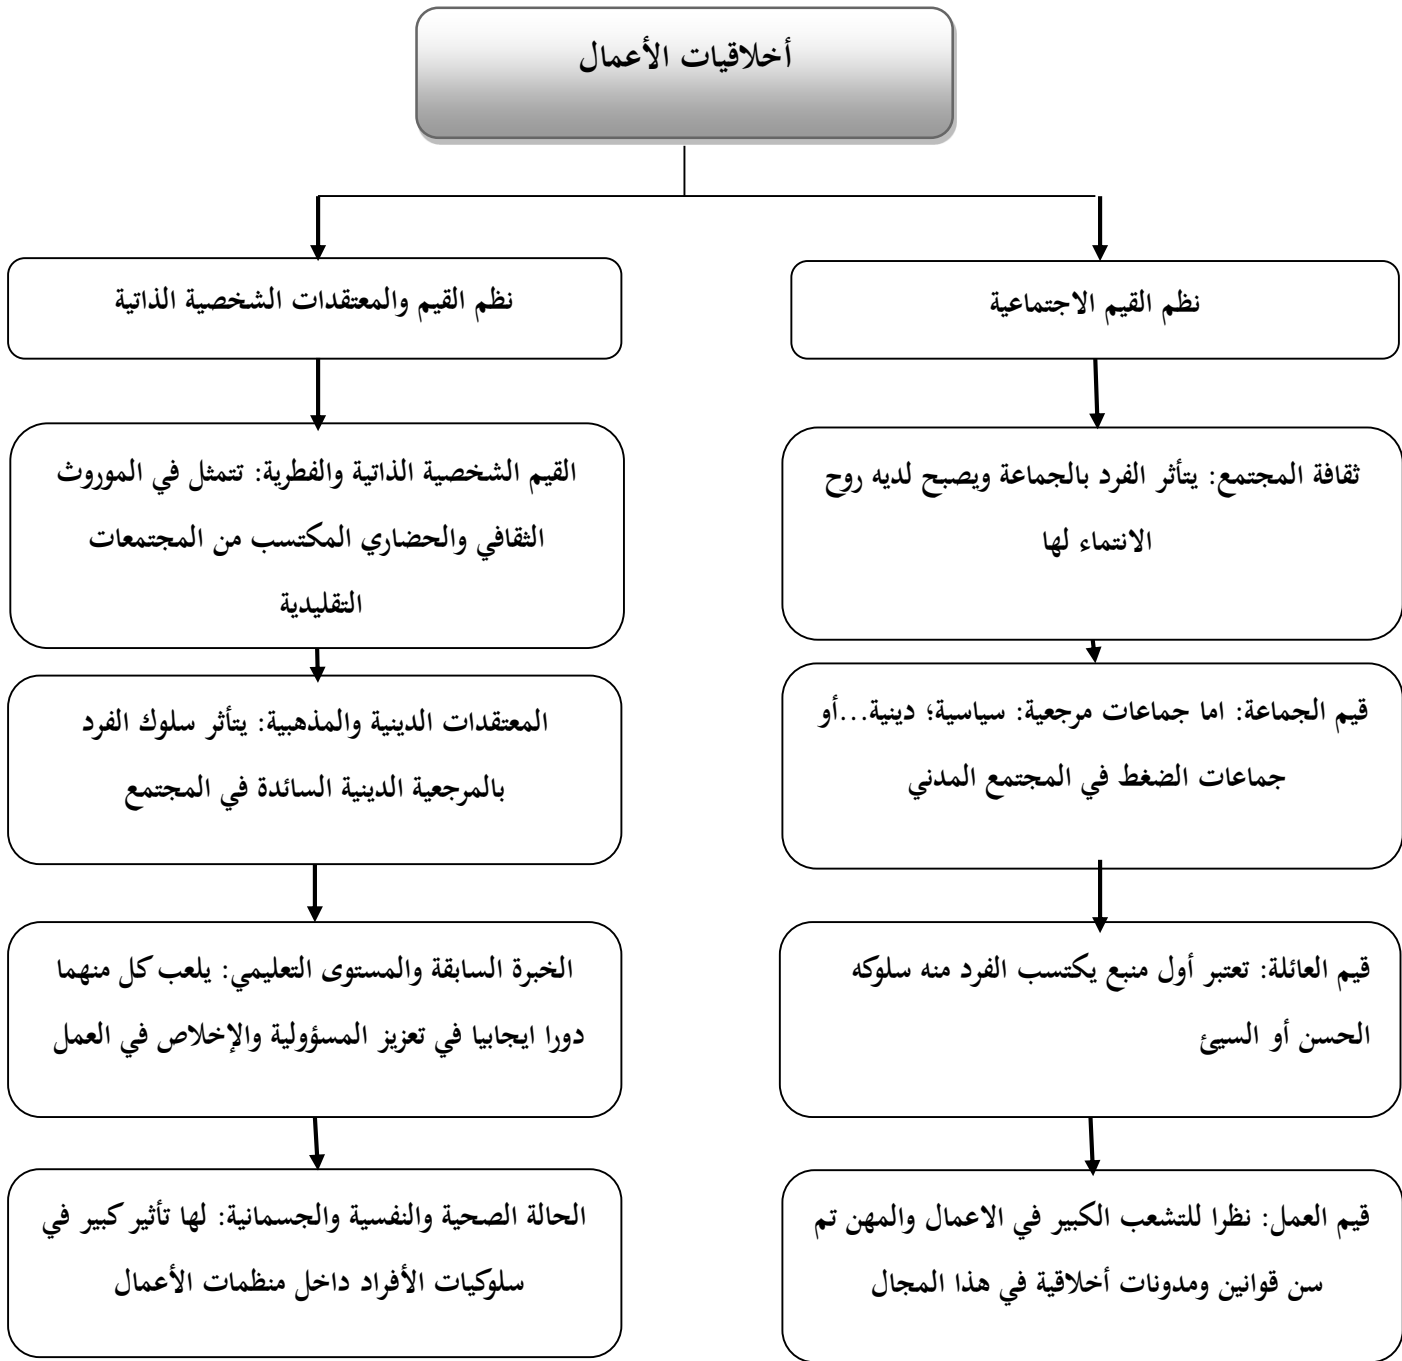 أخلاقيات الأعمال
نظم القيم الاجتماعية
ثقافة المجتمع: يتأثر الفرد بالجماعة ويصبح لديه روح
الانتماء لها
قيم الجماعة: اما جماعات مرجعية: سياسية؛ دينية...أو
جماعات الضغط في المجتمع المدني
قيم العائلة: تعتبر أول منبع يكتسب الفرد منه سلوكه
الحسن أو السيئ
قيم العمل: نظرا للتشعب الكبير في الاعمال والمهن تم
سن قوانين ومدونات أخلاقية في هذا المجال
نظم القيم والمعتقدات الشخصية الذاتية
القيم الشخصية الذاتية والفطرية: تتمثل في الموروث
الثقافي والحضاري المكتسب من المجتمعات
التقليدية
المعتقدات الدينية والمذهبية: يتأثر سلوك الفرد
بالمرجعية الدينية السائدة في المجتمع
الخبرة السابقة والمستوى التعليمي: يلعب كل منهما
دورا ايجابيا في تعزيز المسؤولية والإخلاص في العمل
الحالة الصحية والنفسية والجسمانية: لها تأثير كبير في
سلوكيات الأفراد داخل منظمات الأعمال